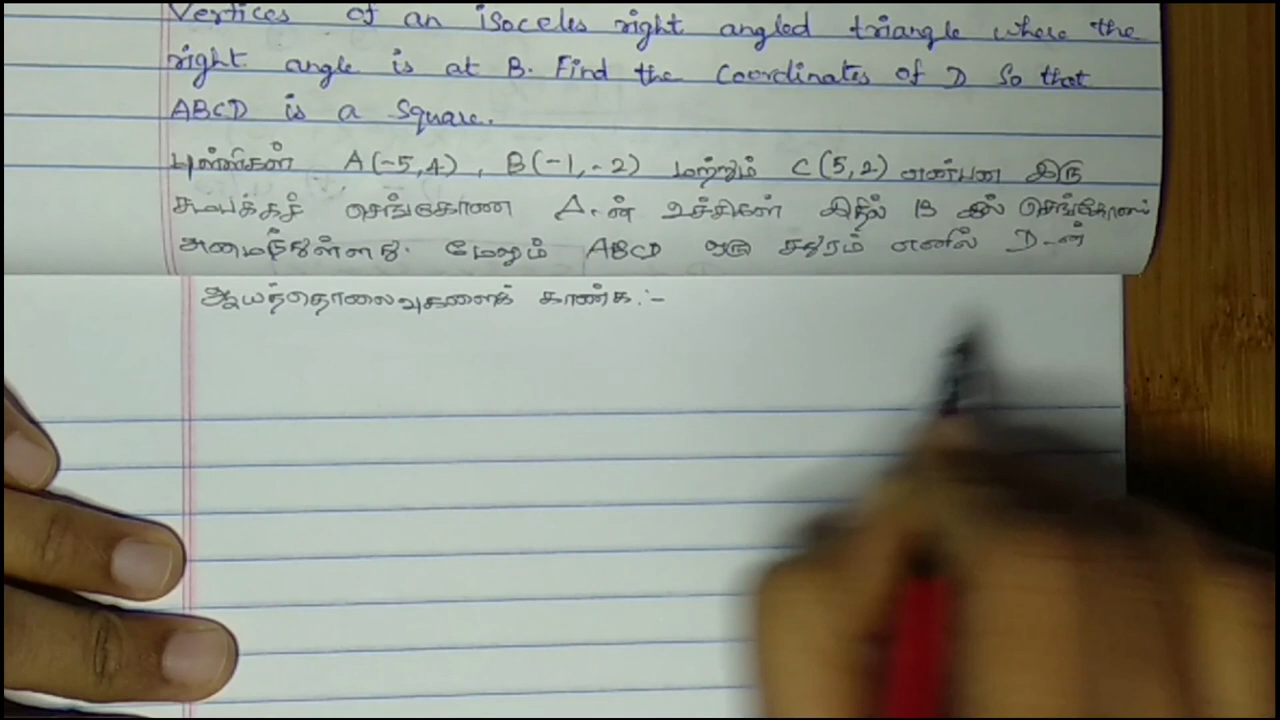 Vertices of an isoceles right angled triangle where the
right angle is at B. Find the Coordinates of D So that
ABCD is a Square.
புள்ளிகள் A(-5,4), B(-1,-2) மற்றும் C(5,2) என்பன இரு
சமபக்கச் செங்கோண Δ-ன் உச்சிகள் இதில் B இல் செங்கோணம்
அமைந்துள்ளது. மேலும் ABCD ஒரு சதுரம் எனில் D-ன்
ஆயத்தொலைவுகளைக் காண்க:-